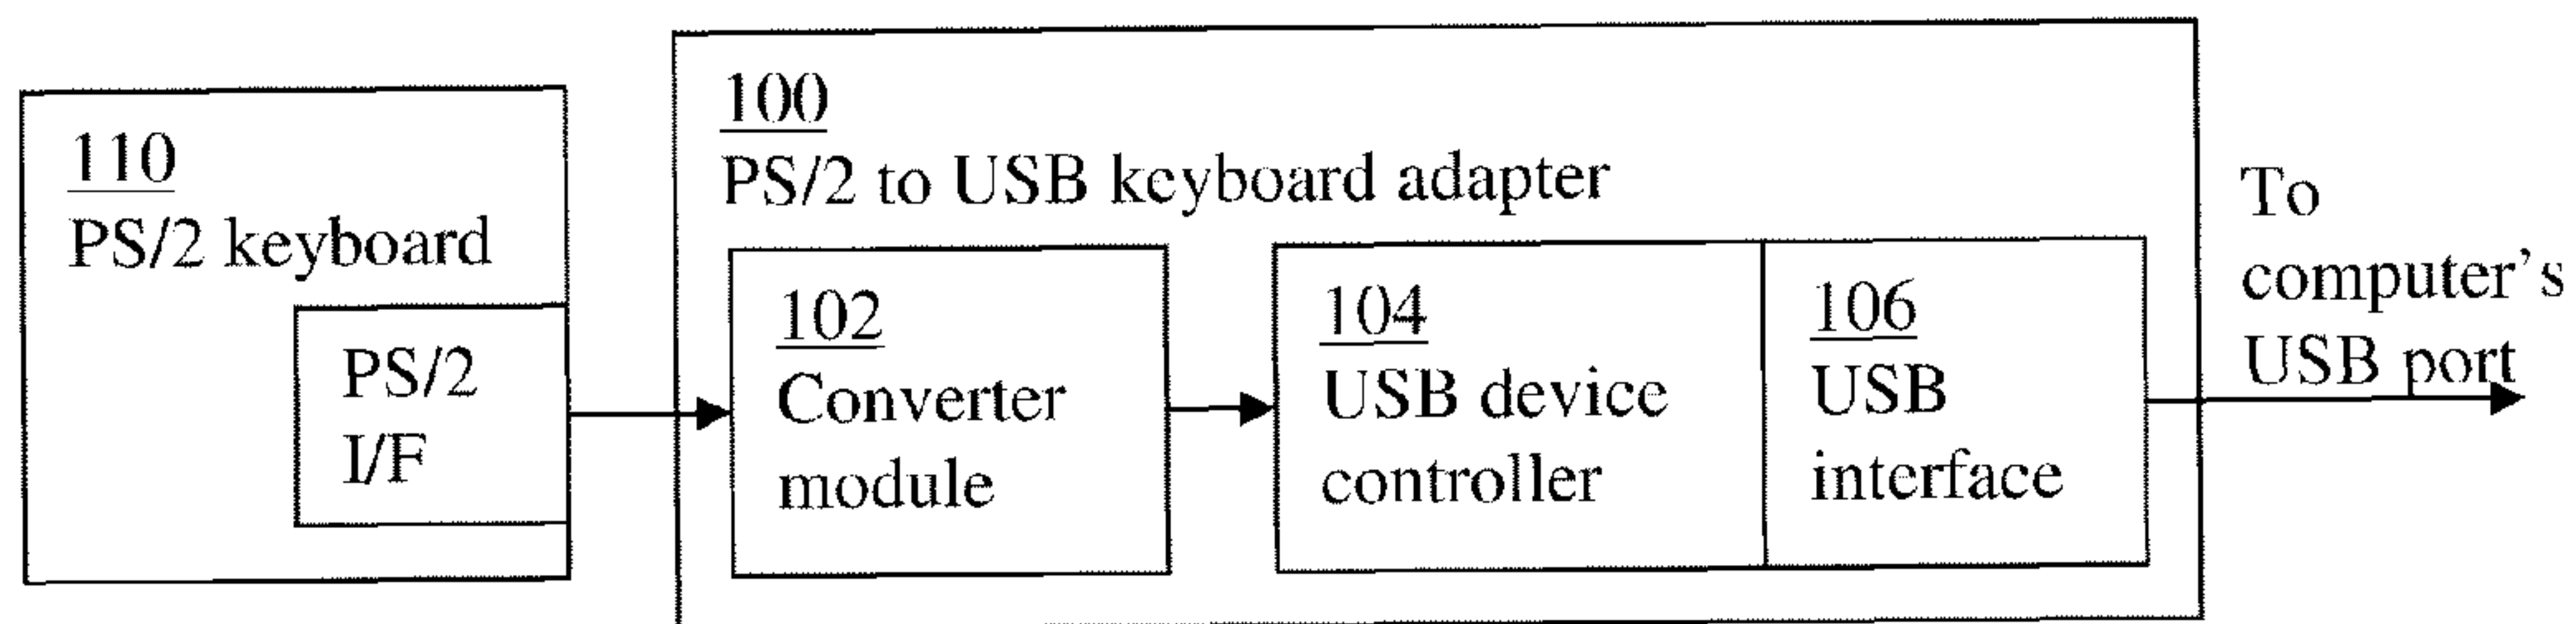 110
PS/2 keyboard
PS/2
I/F
100
PS/2 to USB keyboard adapter
102
Converter
module
104
USB device
controller
106
USB
interface
To
computer's
USB port